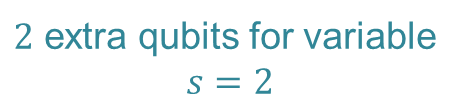 2 extra qubits for variable
s = 2